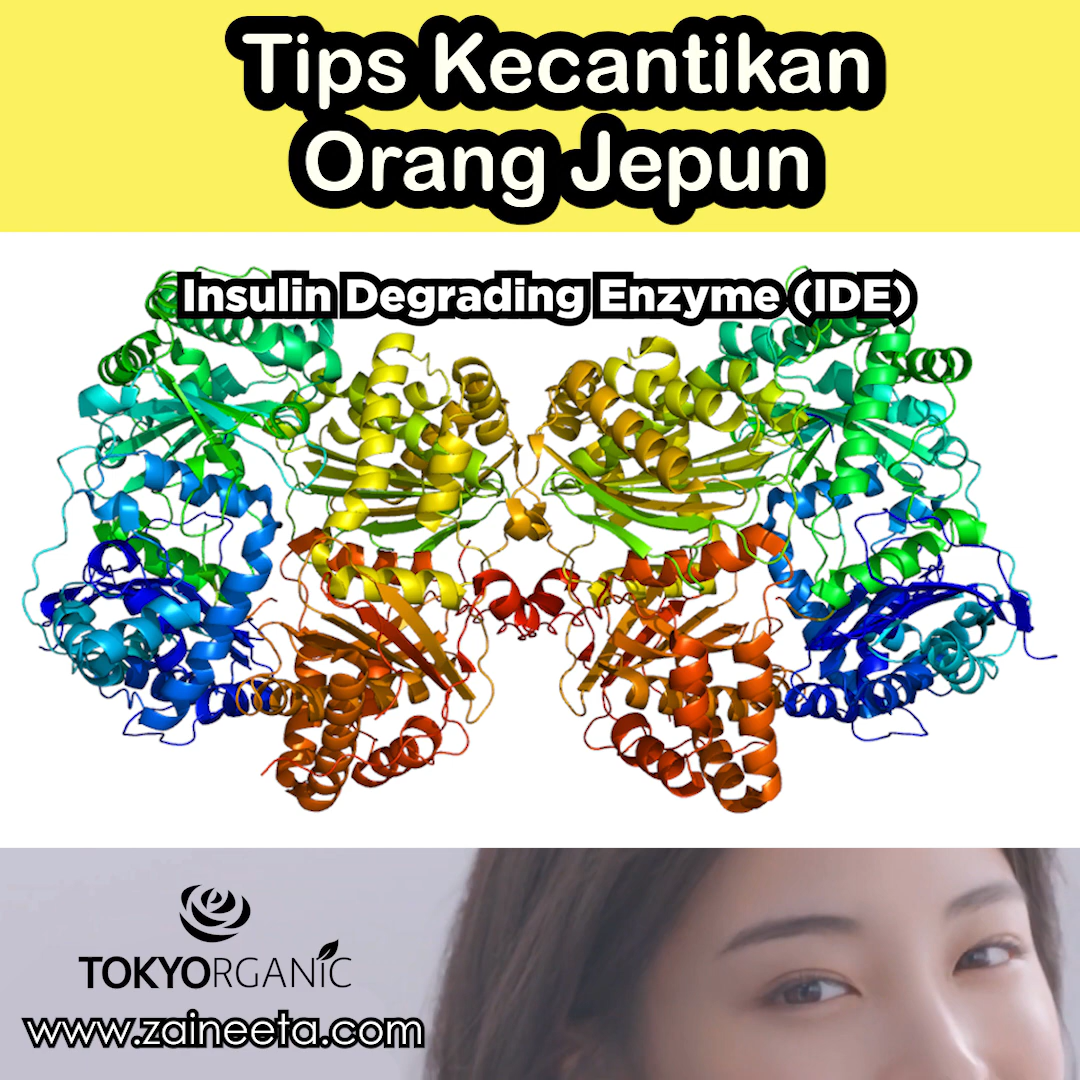 Tips Kecantikan
Orang Jepun
Insulin Degrading Enzyme (IDE)
TOKYORGANIC
www.zaineeta.com